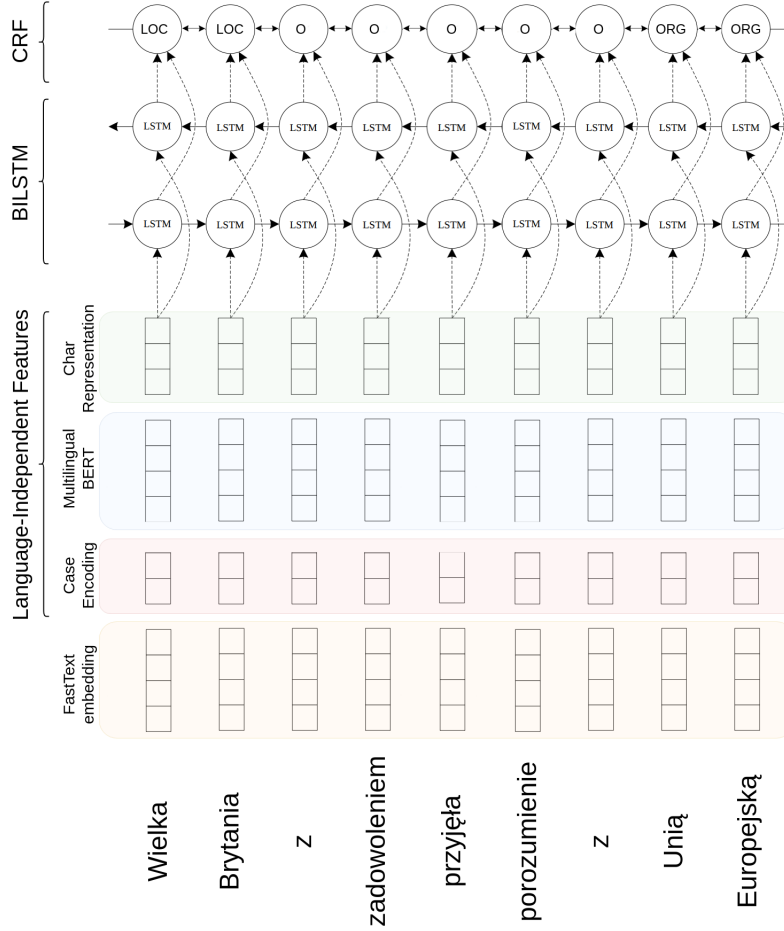 CRF
LOC LOC O O O O O ORG ORG
BILSTM
LSTM LSTM LSTM LSTM LSTM LSTM LSTM LSTM LSTM
LSTM LSTM LSTM LSTM LSTM LSTM LSTM LSTM LSTM
Language-Independent Features
Char
Representation
Multilingual
BERT
Case
Encoding
FastText
embedding
Wielka Brytania z zadowoleniem przyjęła porozumienie z Unią Europejską